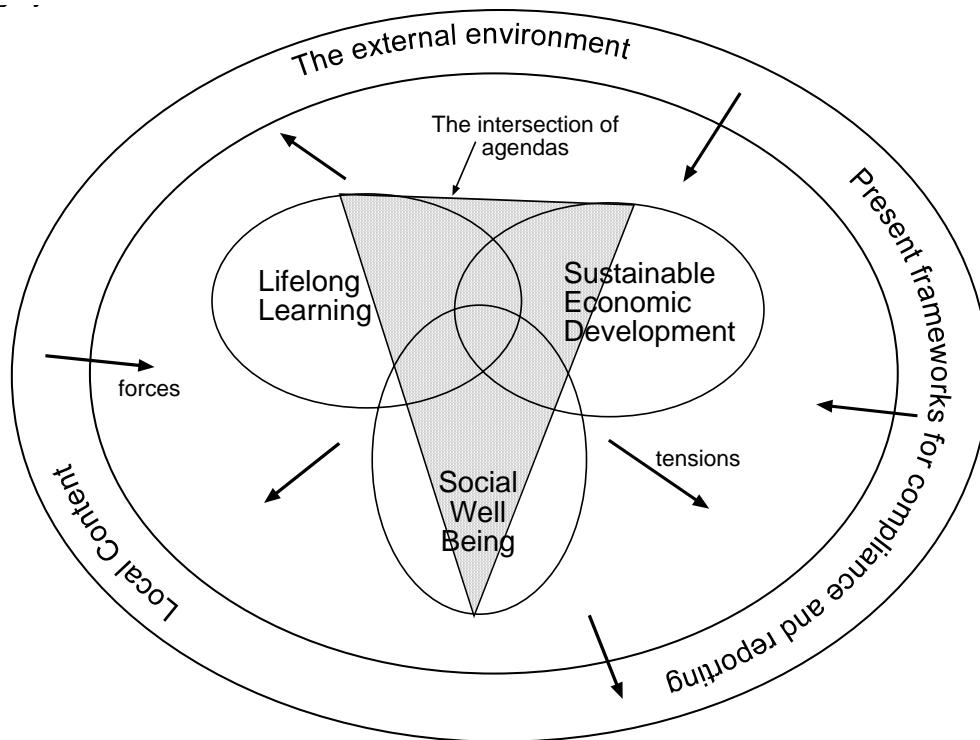 The external environment
The intersection of
agendas
Present frameworks for compliance and reporting
Lifelong
Learning
Sustainable
Economic
Development
forces
tensions
Social
Well
Being
Local Content